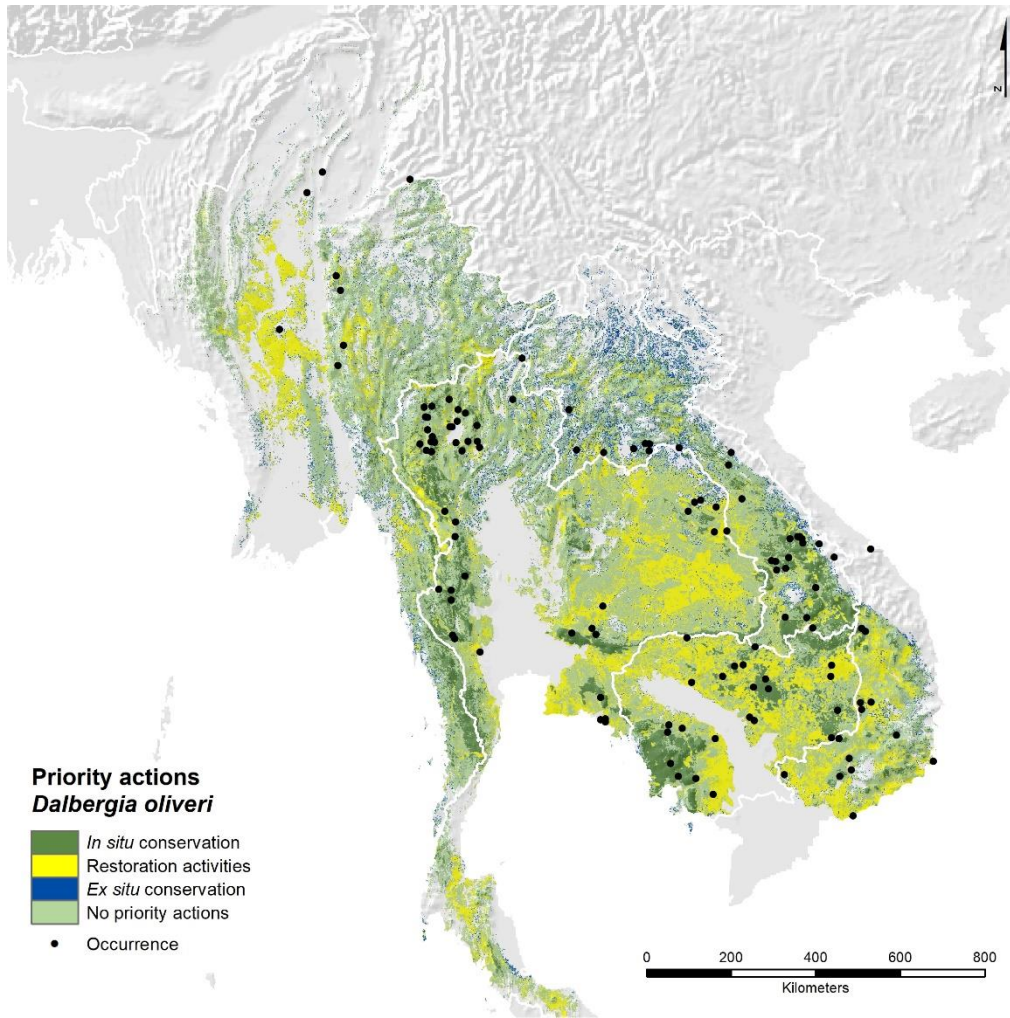 N
Priority actions
Dalbergia oliveri
In situ conservation
Restoration activities
Ex situ conservation
No priority actions
Occurrence
0 200 400 600 800
Kilometers